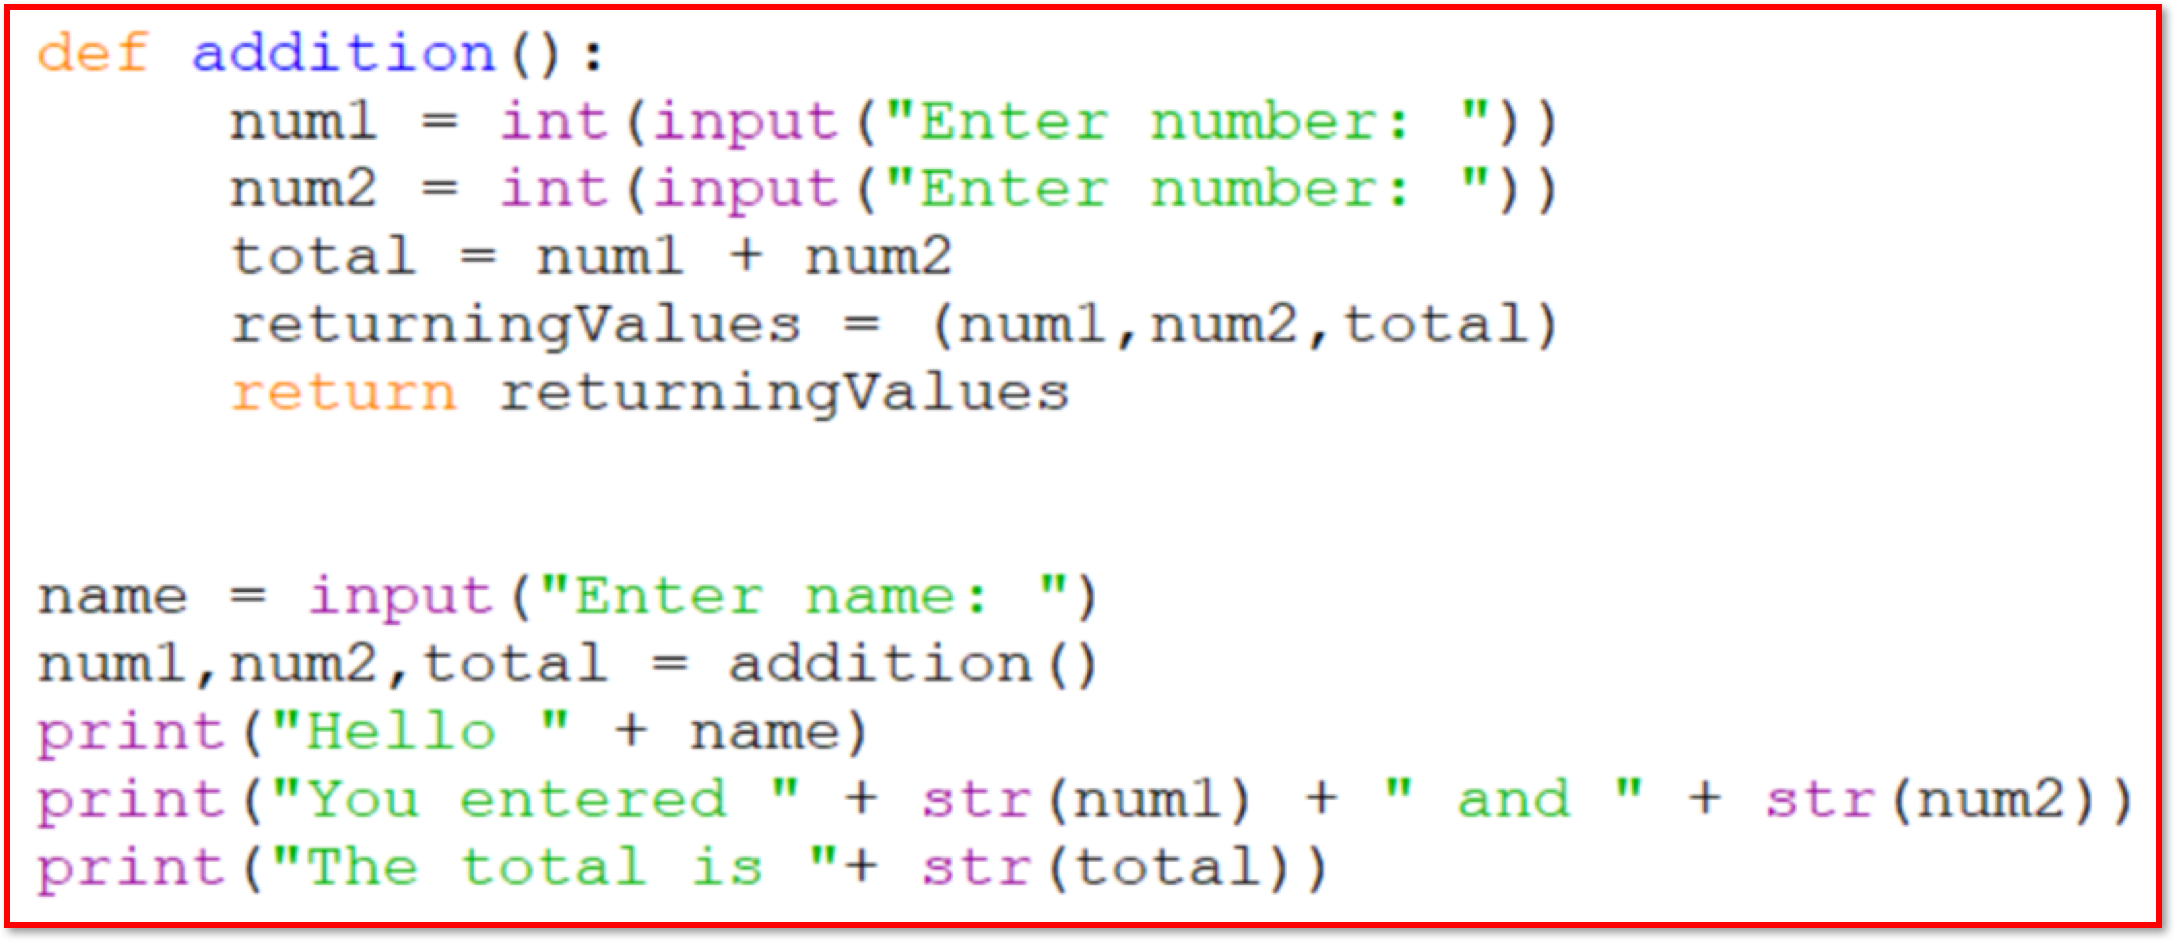 def addition():
     num1 = int(input("Enter number: "))
     num2 = int(input("Enter number: "))
     total = num1 + num2
     returningValues = (num1,num2,total)
     return returningValues
name = input("Enter name: ")
num1,num2,total = addition()
print("Hello " + name)
print("You entered " + str(num1) + " and " + str(num2))
print("The total is "+ str(total))